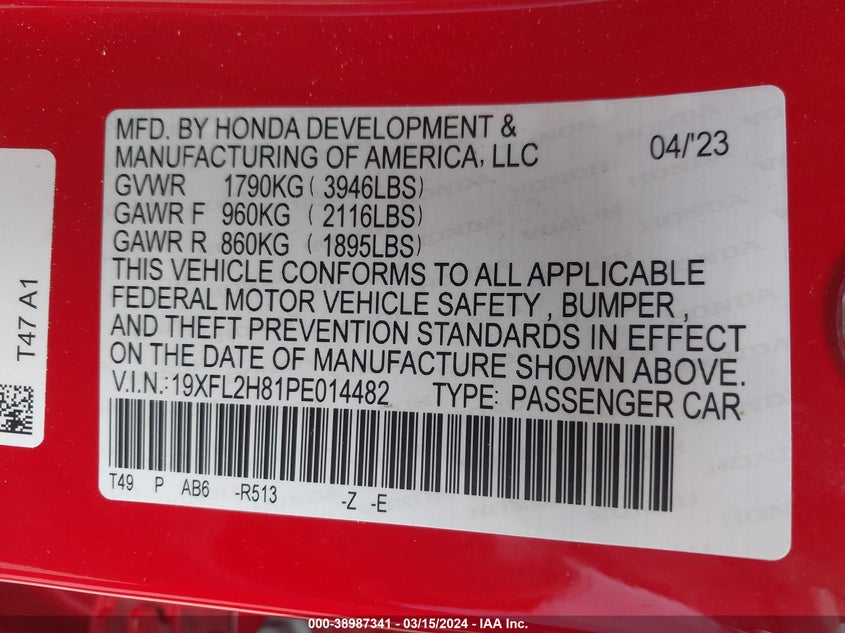 MFD. BY HONDA DEVELOPMENT &
MANUFACTURING OF AMERICA, LLC 04/'23
GVWR 1790KG ( 3946LBS)
GAWR F 960KG ( 2116LBS)
GAWR R 860KG ( 1895LBS)
THIS VEHICLE CONFORMS TO ALL APPLICABLE
FEDERAL MOTOR VEHICLE SAFETY , BUMPER ,
AND THEFT PREVENTION STANDARDS IN EFFECT
ON THE DATE OF MANUFACTURE SHOWN ABOVE.
V.I.N.:19XFL2H81PE014482 TYPE: PASSENGER CAR
T49 P AB6 -R513 -Z -E
T47 A1
000-38987341 - 03/15/2024 - IAA Inc.